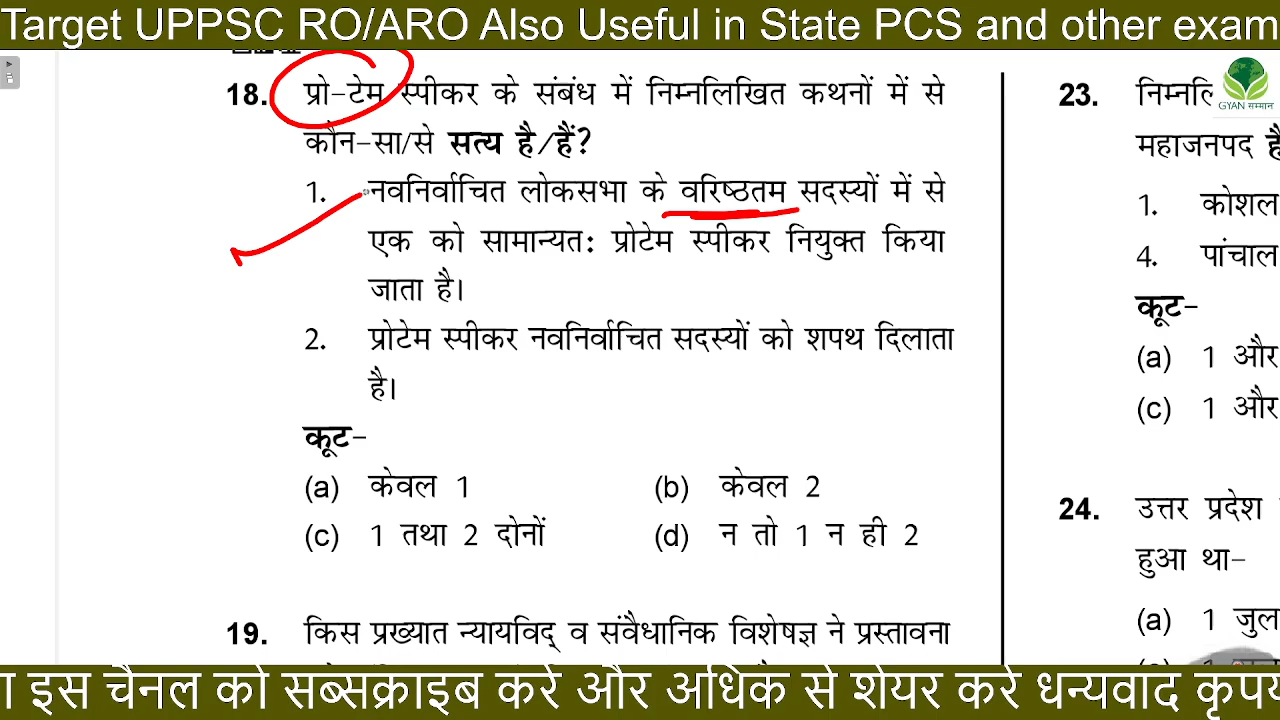 Target UPPSC RO/ARO Also Useful in State PCS and other exam
GYAN सम्मान
18. प्रो-टेम स्पीकर के संबंध में निम्नलिखित कथनों में से
कौन-सा/से सत्य है/हैं?
1. नवनिर्वाचित लोकसभा के वरिष्ठतम सदस्यों में से
एक को सामान्यतः प्रोटेम स्पीकर नियुक्त किया
जाता है।
2. प्रोटेम स्पीकर नवनिर्वाचित सदस्यों को शपथ दिलाता
है।
कूट-
(a) केवल 1 (b) केवल 2
(c) 1 तथा 2 दोनों (d) न तो 1 न ही 2
19. किस प्रख्यात न्यायविद् व संवैधानिक विशेषज्ञ ने प्रस्तावना
23.
महाजनपद
1. कोशल
4. पांचाल
कूट-
(a) 1 और
(c) 1 और
24. उत्तर प्रदेश
हुआ था-
(a) 1
इस चैनल को सब्सक्राइब करे और अधिक से शेयर करे धन्यवाद